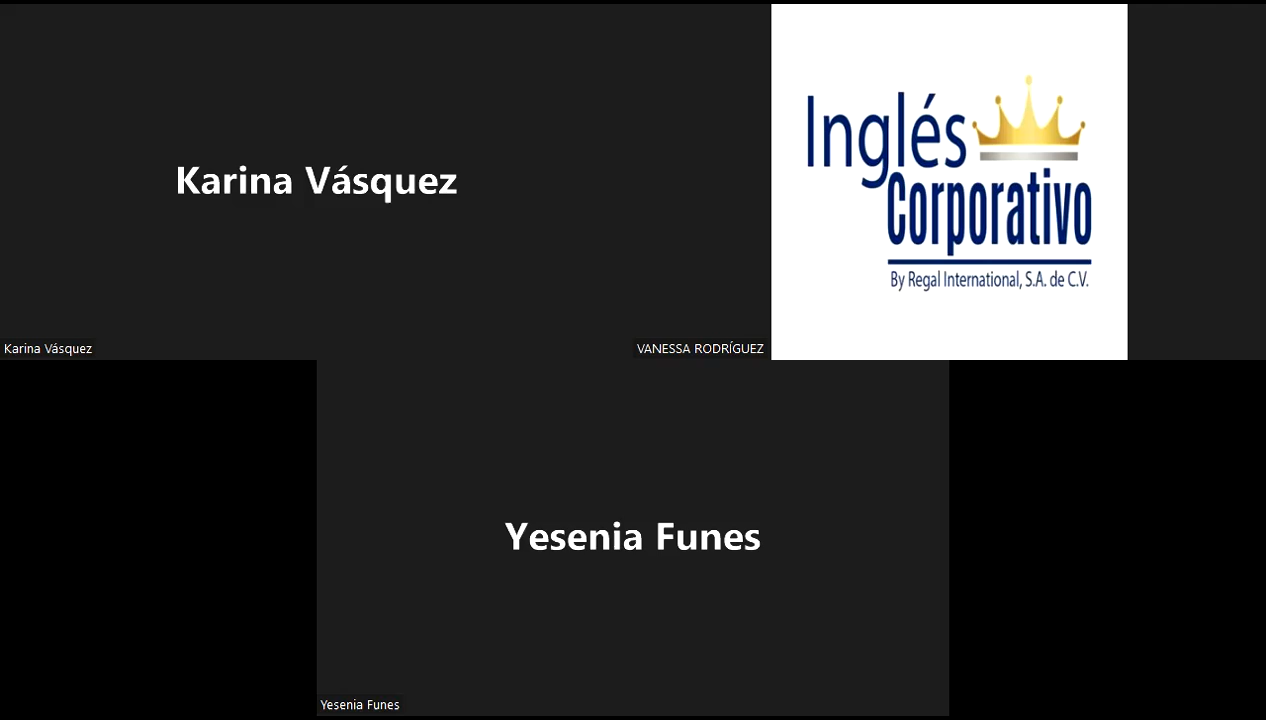 Karina Vásquez
Karina Vásquez
Inglés
Corporativo
By Regal International, S.A. de C.V.
VANESSA RODRÍGUEZ
Yesenia Funes
Yesenia Funes